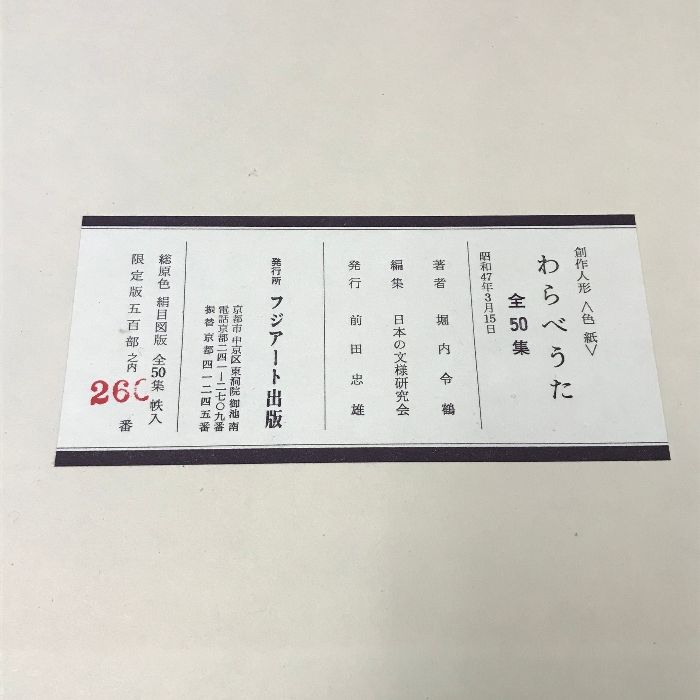 創作人形〈色紙〉
わらべうた
全50集
昭和47年3月15日
著者 堀内令鶴
編集 日本の文様研究会
発行 前田忠雄
発行所 フジアート出版
京都市中京区東洞院御池南
電話京都二四一―二七〇九番
振替京都四一二四五番
総原色 絹目図版 全50集 帙入
限定版五百部之内 260番